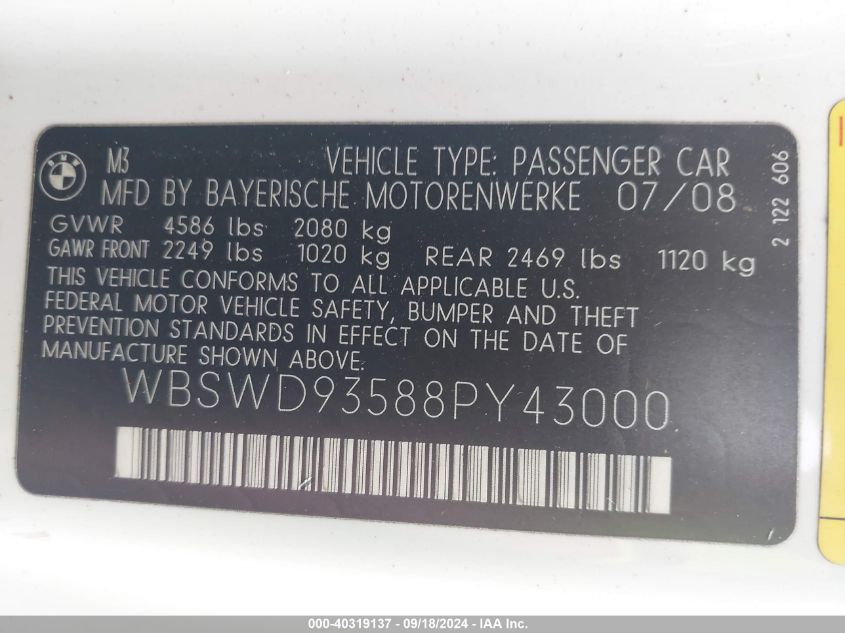 BMW
M3 VEHICLE TYPE: PASSENGER CAR
MFD BY BAYERISCHE MOTORENWERKE 07/08
GVWR 4586 lbs 2080 kg
GAWR FRONT 2249 lbs 1020 kg REAR 2469 lbs 1120 kg
THIS VEHICLE CONFORMS TO ALL APPLICABLE U.S.
FEDERAL MOTOR VEHICLE SAFETY, BUMPER AND THEFT
PREVENTION STANDARDS IN EFFECT ON THE DATE OF
MANUFACTURE SHOWN ABOVE.
WBSWD93588PY43000
2 122 606
000-40319137 - 09/18/2024 - IAA Inc.